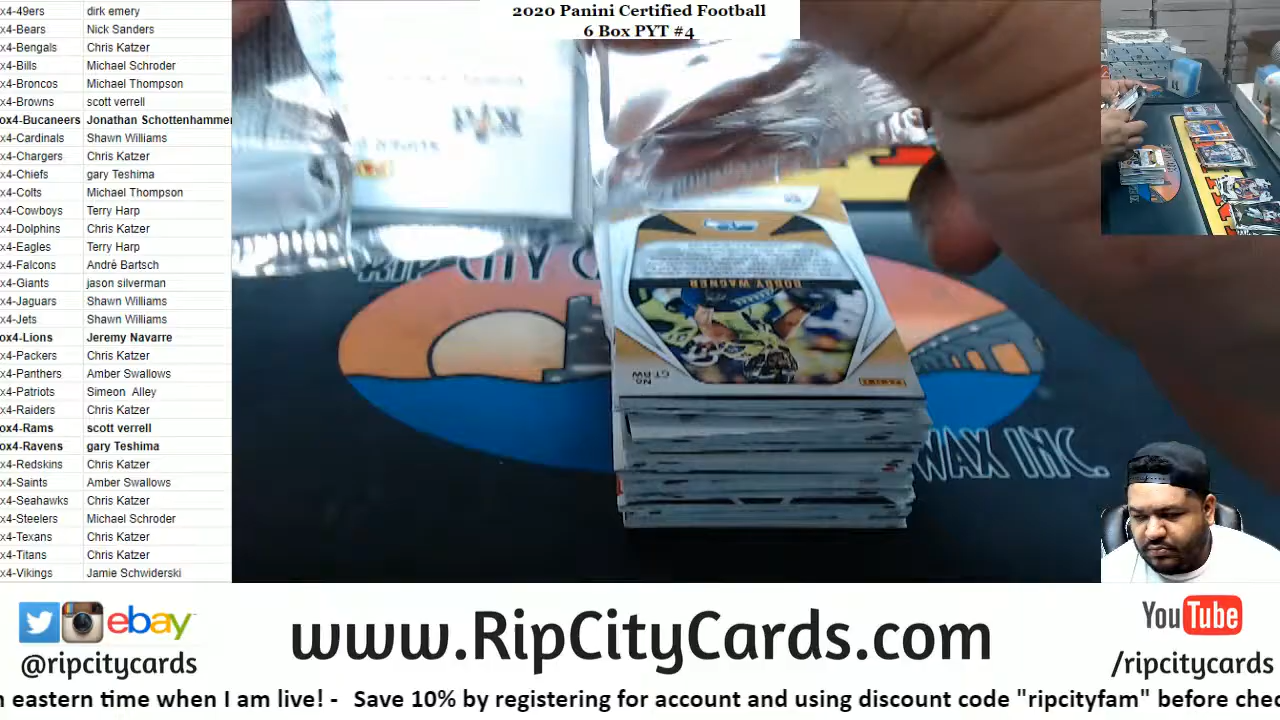 2020 Panini Certified Football
6 Box PYT #4
x4-49ers dirk emery
x4-Bears Nick Sanders
x4-Bengals Chris Katzer
x4-Bills Michael Schroder
x4-Broncos Michael Thompson
x4-Browns scott verrell
ox4-Bucaneers Jonathan Schottenhammer
x4-Cardinals Shawn Williams
x4-Chargers Chris Katzer
x4-Chiefs gary Teshima
x4-Colts Michael Thompson
x4-Cowboys Terry Harp
x4-Dolphins Chris Katzer
x4-Eagles Terry Harp
x4-Falcons Andrè Bartsch
x4-Giants jason silverman
x4-Jaguars Shawn Williams
x4-Jets Shawn Williams
ox4-Lions Jeremy Navarre
x4-Packers Chris Katzer
x4-Panthers Amber Swallows
x4-Patriots Simeon Alley
x4-Raiders Chris Katzer
ox4-Rams scott verrell
ox4-Ravens gary Teshima
x4-Redskins Chris Katzer
x4-Saints Amber Swallows
x4-Seahawks Chris Katzer
x4-Steelers Michael Schroder
x4-Texans Chris Katzer
x4-Titans Chris Katzer
x4-Vikings Jamie Schwiderski
RIP CITY C
WAX INC.
BOBBY WAGNER
NO.
GTBW
PANINI
ebay
@ripcitycards
www.RipCityCards.com
YouTube
/ripcitycards
n eastern time when I am live! - Save 10% by registering for account and using discount code "ripcityfam" before chec